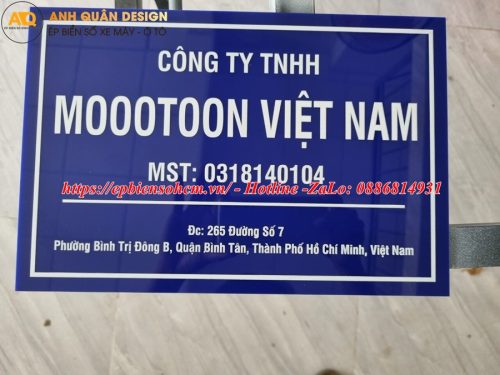 ANH QUÂN DESIGN
ÉP BIỂN SỐ XE MÁY - Ô TÔ
CÔNG TY TNHH
MOOOTOON VIỆT NAM
MST: 0318140104
https://epbiensohcm.vn/ - Hotline -ZaLo: 0886814931
Đc: 265 Đường Số 7
Phường Bình Trị Đông B, Quận Bình Tân, Thành Phố Hồ Chí Minh, Việt Nam